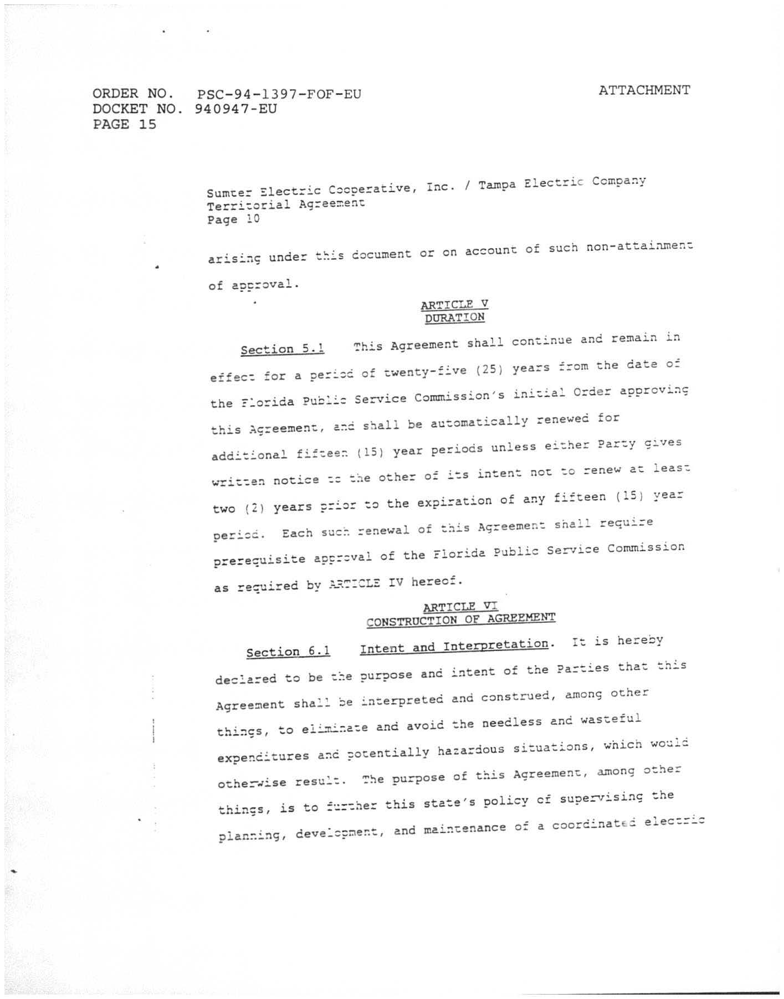 ORDER NO. PSC-94-1397-FOF-EU
ATTACHMENT
DOCKET NO. 940947-EU
PAGE 15
Sumter Electric Cooperative, Inc. / Tampa Electric Company
Territorial Agreement
Page 10
arising under this document or on account of such non-attainment
of approval.
ARTICLE V
DURATION
Section 5.1 This Agreement shall continue and remain in
effect for a period of twenty-five (25) years from the date of
the Florida Public Service Commission's initial Order approving
this Agreement, and shall be automatically renewed for
additional fifteen (15) year periods unless either Party gives
written notice to the other of its intent not to renew at least
two (2) years prior to the expiration of any fifteen (15) year
period. Each such renewal of this Agreement shall require
prerequisite approval of the Florida Public Service Commission
as required by ARTICLE IV hereof.
ARTICLE VI
CONSTRUCTION OF AGREEMENT
Section 6.1 Intent and Interpretation. It is hereby
declared to be the purpose and intent of the Parties that this
Agreement shall be interpreted and construed, among other
things, to eliminate and avoid the needless and wasteful
expenditures and potentially hazardous situations, which would
otherwise result. The purpose of this Agreement, among other
things, is to further this state's policy of supervising the
planning, development, and maintenance of a coordinated electric